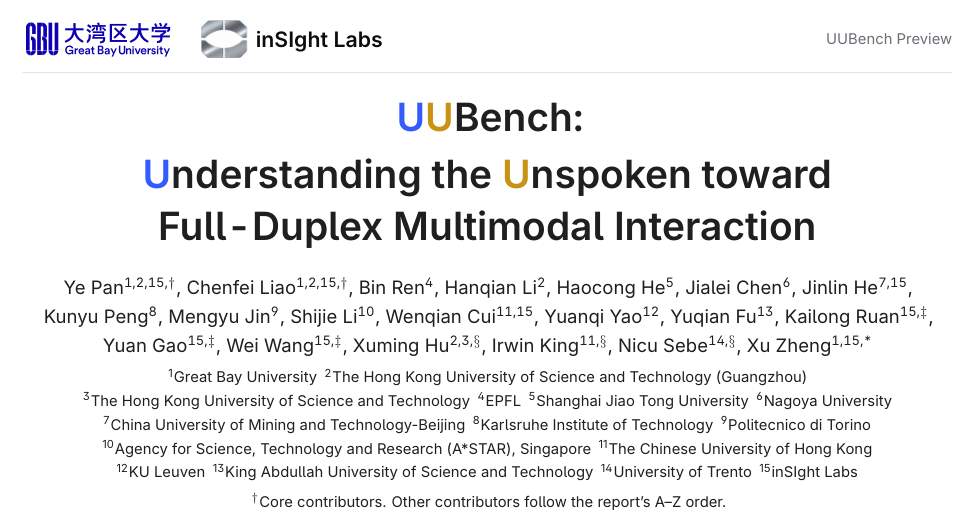 GBU 大湾区大学
Great Bay University
inSIght Labs
UUBench Preview
UUBench:
Understanding the Unspoken toward
Full-Duplex Multimodal Interaction
Ye Pan1,2,15,†, Chenfei Liao1,2,15,†, Bin Ren4, Hanqian Li2, Haocong He5, Jialei Chen6, Jinlin He7,15,
Kunyu Peng8, Mengyu Jin9, Shijie Li10, Wenqian Cui11,15, Yuanqi Yao12, Yuqian Fu13, Kailong Ruan15,‡,
Yuan Gao15,‡, Wei Wang15,‡, Xuming Hu2,3,§, Irwin King11,§, Nicu Sebe14,§, Xu Zheng1,15,*
1Great Bay University 2The Hong Kong University of Science and Technology (Guangzhou)
3The Hong Kong University of Science and Technology 4EPFL 5Shanghai Jiao Tong University 6Nagoya University
7China University of Mining and Technology-Beijing 8Karlsruhe Institute of Technology 9Politecnico di Torino
10Agency for Science, Technology and Research (A*STAR), Singapore 11The Chinese University of Hong Kong
12KU Leuven 13King Abdullah University of Science and Technology 14University of Trento 15inSIght Labs
†Core contributors. Other contributors follow the report's A–Z order.